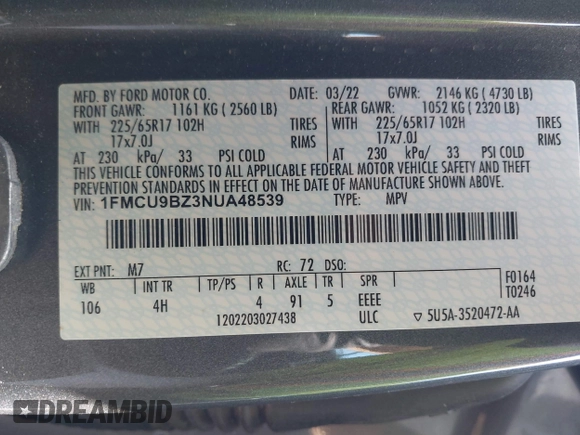 MFD. BY FORD MOTOR CO.  DATE: 03/22  GVWR: 2146 KG ( 4730 LB)
FRONT GAWR: 1161 KG ( 2560 LB)  REAR GAWR: 1052 KG ( 2320 LB)
WITH 225/65R17 102H TIRES  WITH 225/65R17 102H TIRES
17x7.0J RIMS  17x7.0J RIMS
AT 230 kPa/ 33 PSI COLD  AT 230 kPa/ 33 PSI COLD
THIS VEHICLE CONFORMS TO ALL APPLICABLE FEDERAL MOTOR VEHICLE SAFETY AND THEFT
PREVENTION STANDARDS IN EFFECT ON THE DATE OF MANUFACTURE SHOWN ABOVE.
VIN: 1FMCU9BZ3NUA48539  TYPE: MPV
EXT PNT: M7  RC: 72 DSO:
WB INT TR TP/PS R AXLE TR SPR F0164
106 4H 4 91 5 EEEE T0246
1202203027438 ULC ▽ 5U5A-3520472-AA
DREAMBID